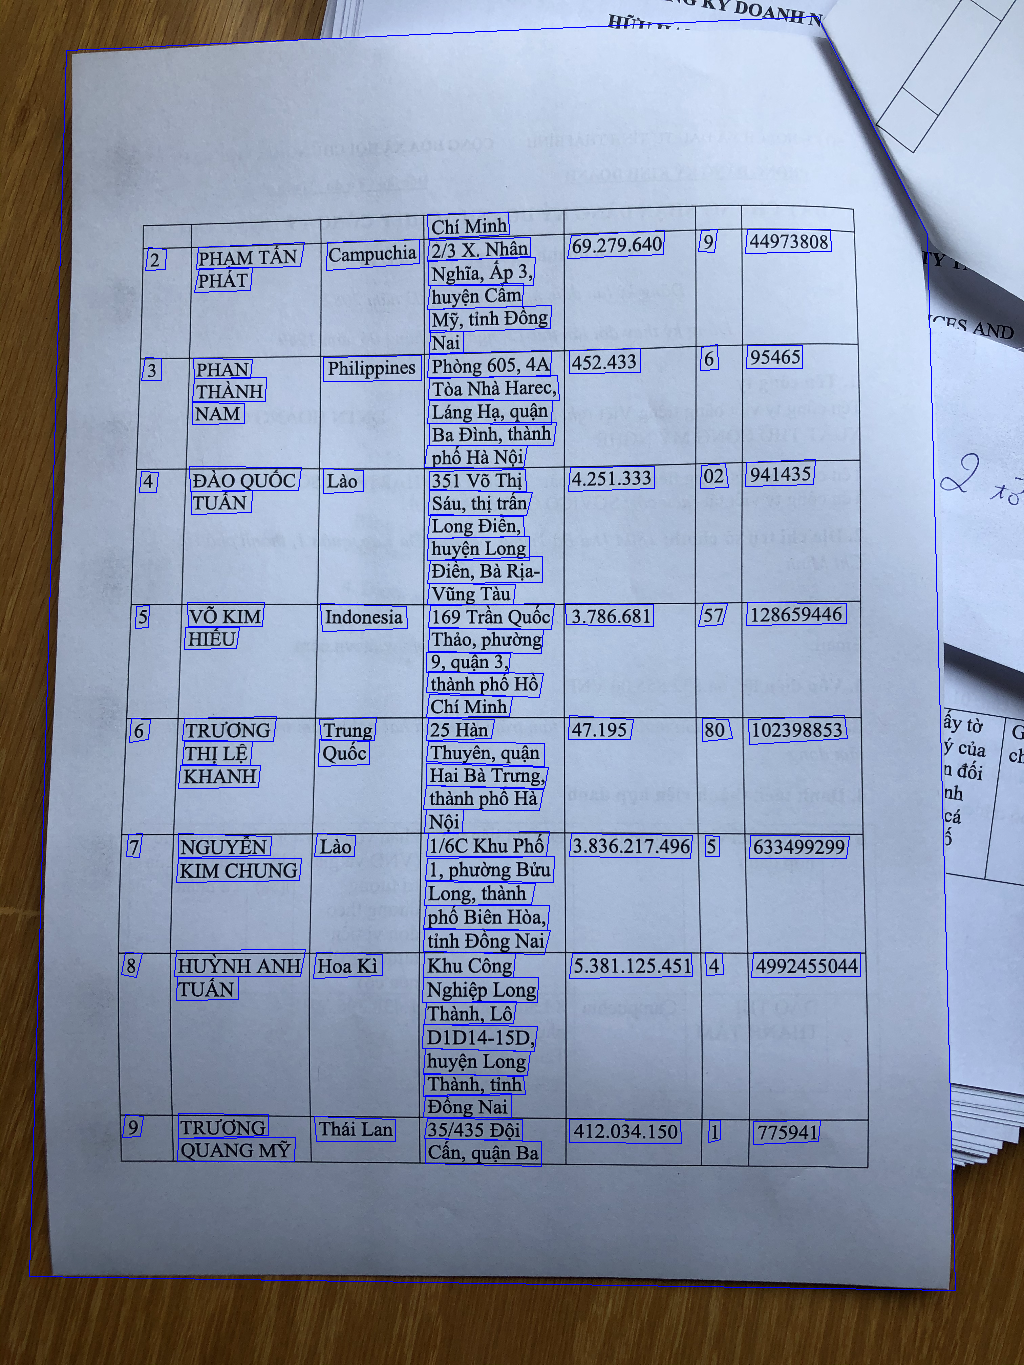 KÝ DOANH N
Chí Minh
2 PHẠM TẤN PHÁT Campuchia 2/3 X. Nhân 69.279.640 9 44973808
Nghĩa, Ấp 3,
huyện Cẩm
Mỹ, tỉnh Đồng
Nai
3 PHAN THÀNH NAM Philippines Phòng 605, 4A 452.433 6 95465
Tòa Nhà Harec,
Láng Hạ, quận
Ba Đình, thành
phố Hà Nội
4 ĐÀO QUỐC TUẤN Lào 351 Võ Thị 4.251.333 02 941435
Sáu, thị trấn
Long Điền,
huyện Long
Điền, Bà Rịa-
Vũng Tàu
5 VÕ KIM HIẾU Indonesia 169 Trần Quốc 3.786.681 57 128659446
Thảo, phường
9, quận 3,
thành phố Hồ
Chí Minh
6 TRƯƠNG THỊ LỆ KHANH Trung Quốc 25 Hàn 47.195 80 102398853
Thuyên, quận
Hai Bà Trưng,
thành phố Hà
Nội
7 NGUYỄN KIM CHUNG Lào 1/6C Khu Phố 3.836.217.496 5 633499299
1, phường Bửu
Long, thành
phố Biên Hòa,
tỉnh Đồng Nai
8 HUỲNH ANH TUẤN Hoa Kì Khu Công 5.381.125.451 4 4992455044
Nghiệp Long
Thành, Lô
D1D14-15D,
huyện Long
Thành, tỉnh
Đồng Nai
9 TRƯƠNG QUANG MỸ Thái Lan 35/435 Đội 412.034.150 1 775941
Cấn, quận Ba
ICES AND
2 tờ
ấy tờ
ý của
n đối
nh
cá